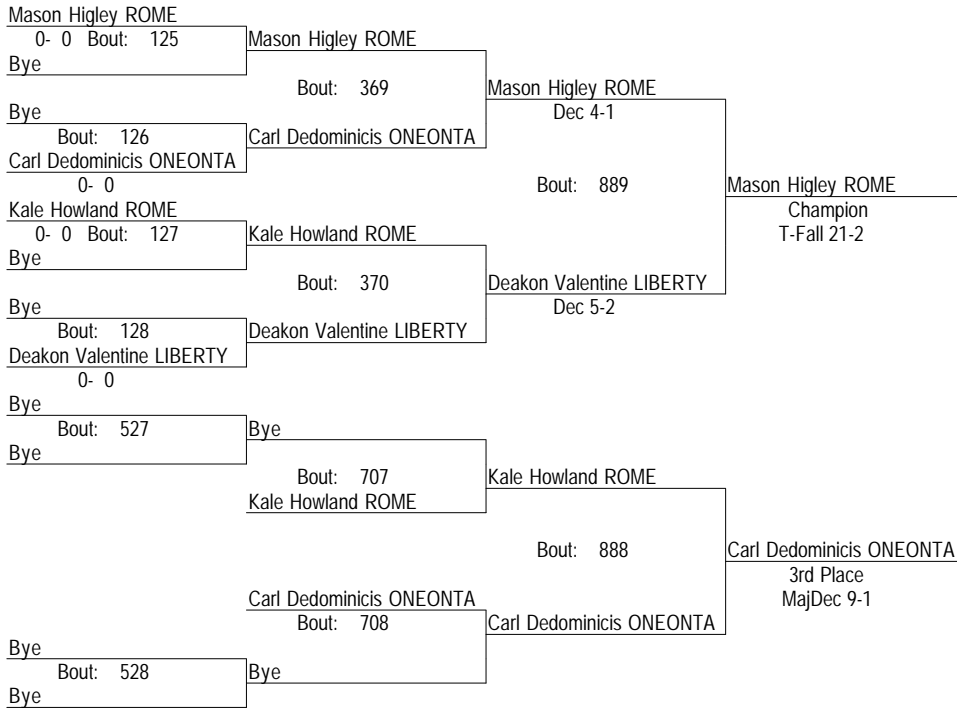 Mason Higley ROME
0- 0 Bout: 125
Mason Higley ROME
Bye
Bout: 369
Mason Higley ROME
Bye
Dec 4-1
Bout: 126
Carl Dedominicis ONEONTA
Carl Dedominicis ONEONTA
0- 0
Bout: 889
Mason Higley ROME
Kale Howland ROME
Champion
0- 0 Bout: 127
Kale Howland ROME
T-Fall 21-2
Bye
Bout: 370
Deakon Valentine LIBERTY
Bye
Dec 5-2
Bout: 128
Deakon Valentine LIBERTY
Deakon Valentine LIBERTY
0- 0
Bye
Bout: 527
Bye
Bye
Bout: 707
Kale Howland ROME
Kale Howland ROME
Bout: 888
Carl Dedominicis ONEONTA
3rd Place
Carl Dedominicis ONEONTA
MajDec 9-1
Bout: 708
Carl Dedominicis ONEONTA
Bye
Bout: 528
Bye
Bye